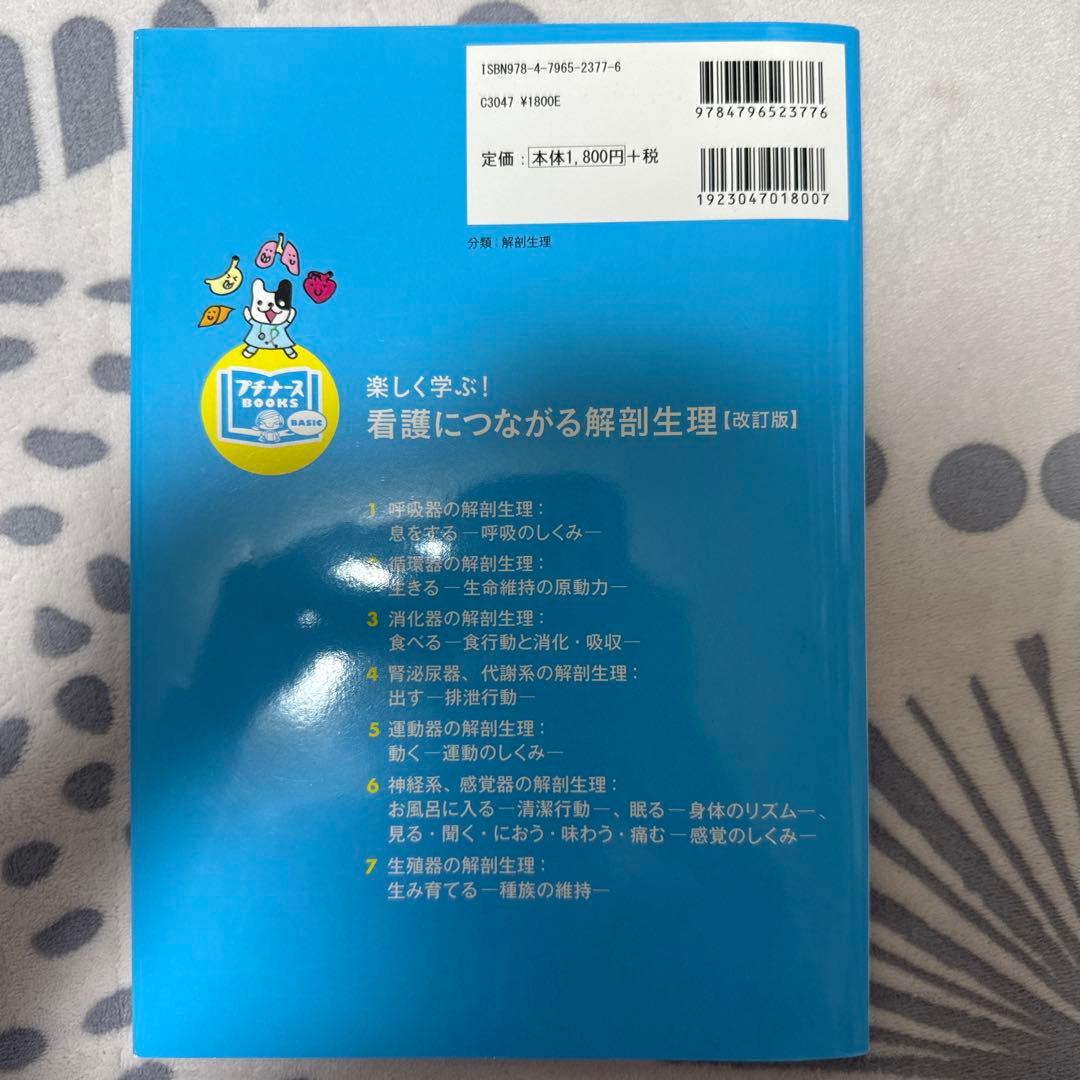 ISBN978-4-7965-2377-6
C3047 ¥1800E
9784796523776
定価：本体1,800円＋税
1923047018007
分類：解剖生理
プチナース
BOOKS
BASIC
楽しく学ぶ！
看護につながる解剖生理【改訂版】
1 呼吸器の解剖生理：
息をする―呼吸のしくみ―
2 循環器の解剖生理：
生きる―生命維持の原動力―
3 消化器の解剖生理：
食べる―食行動と消化・吸収―
4 腎泌尿器、代謝系の解剖生理：
出す―排泄行動―
5 運動器の解剖生理：
動く―運動のしくみ―
6 神経系、感覚器の解剖生理：
お風呂に入る―清潔行動―、眠る―身体のリズム―、
見る・聞く・におう・味わう・痛む―感覚のしくみ―
7 生殖器の解剖生理：
生み育てる―種族の維持―